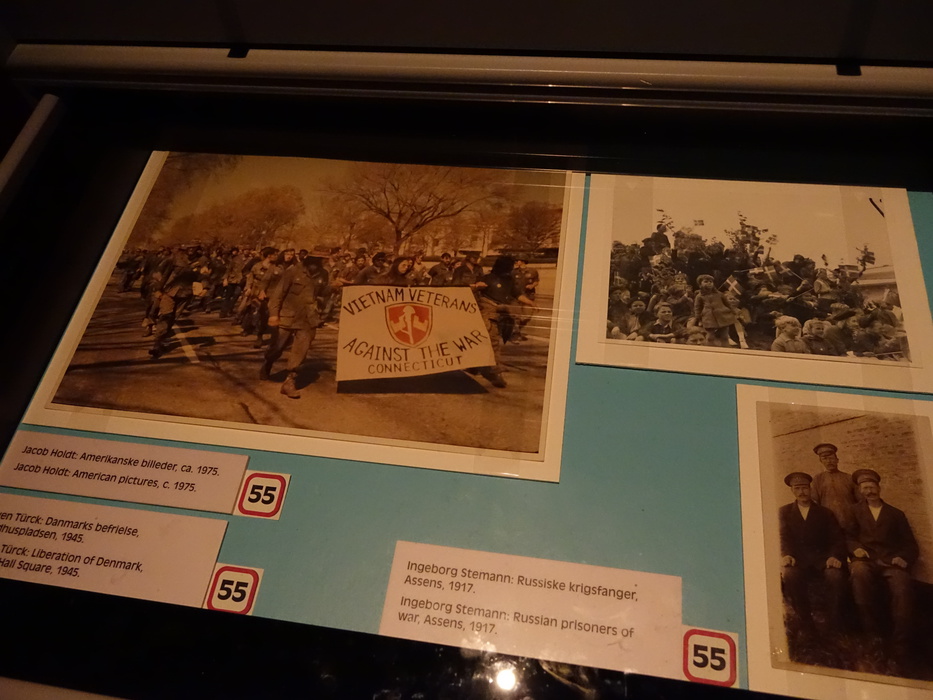 VIETNAM VETERANS
AGAINST THE WAR
CONNECTICUT
Jacob Holdt: Amerikanske billeder, ca. 1975.
Jacob Holdt: American pictures, c. 1975.
55
Türck: Danmarks befrielse,
1945.
Türck: Liberation of Denmark,
Hall Square, 1945.
55
Ingeborg Stemann: Russiske krigsfanger,
Assens, 1917.
Ingeborg Stemann: Russian prisoners of
war, Assens, 1917.
55